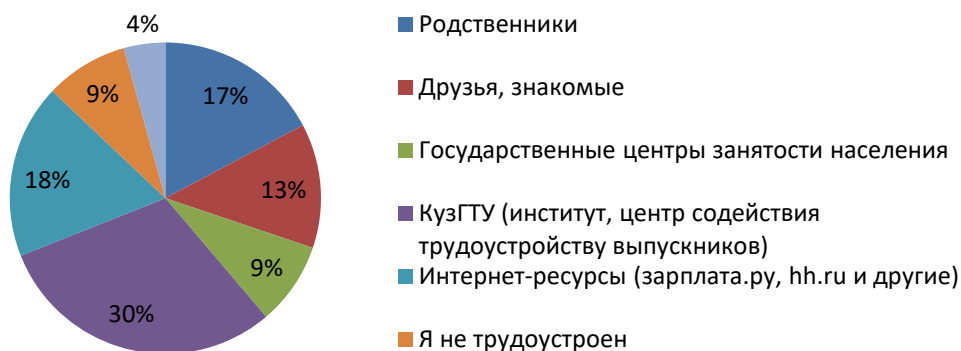 4%
17%
13%
9%
30%
18%
9%
Родственники
Друзья, знакомые
Государственные центры занятости населения
КузГТУ (институт, центр содействия
трудоустройству выпускников)
Интернет-ресурсы (зарплата.ру, hh.ru и другие)
Я не трудоустроен